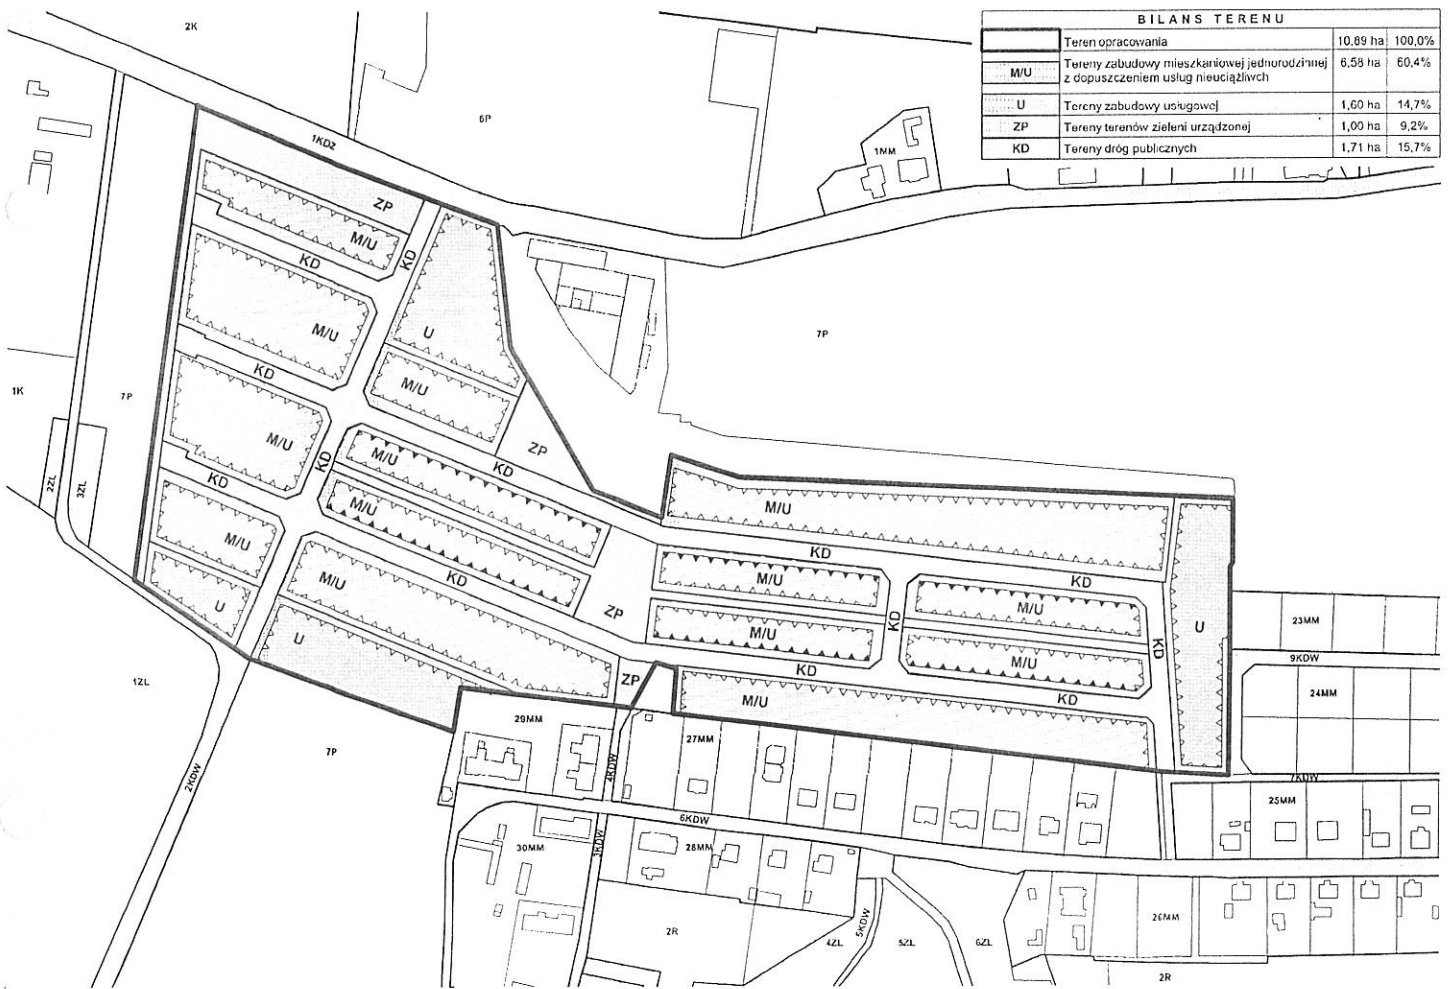 BILANS TERENU
Teren opracowania 10.89 ha 100,0%
M/U Tereny zabudowy mieszkaniowej jednorodzinnej z dopuszczeniem usług nieuciążliwch 6,58 ha 60,4%
U Tereny zabudowy usługowej 1,60 ha 14,7%
ZP Tereny terenów zieleni urządzonej 1,00 ha 9,2%
KD Tereny dróg publicznych 1,71 ha 15,7%
2K
6P
1KDZ
1MM
ZP
M/U
KD
KD
M/U
U
7P
KD
M/U
1K
7P
M/U
KD
ZP
M/U
KD
KD
2ZL
3ZL
M/U
M/U
M/U
KD
KD
M/U
M/U
KD
M/U
M/U
U
ZP
KD
M/U
KD
U
23MM
U
M/U
KD
9KDW
1ZL
ZP
KD
M/U
24MM
M/U
KD
29MM
27MM
7P
2KDW
4KDW
7KDW
25MM
6KDW
30MM
3KDW
28MM
26MM
2R
5KDW
4ZL
5ZL
6ZL
2R